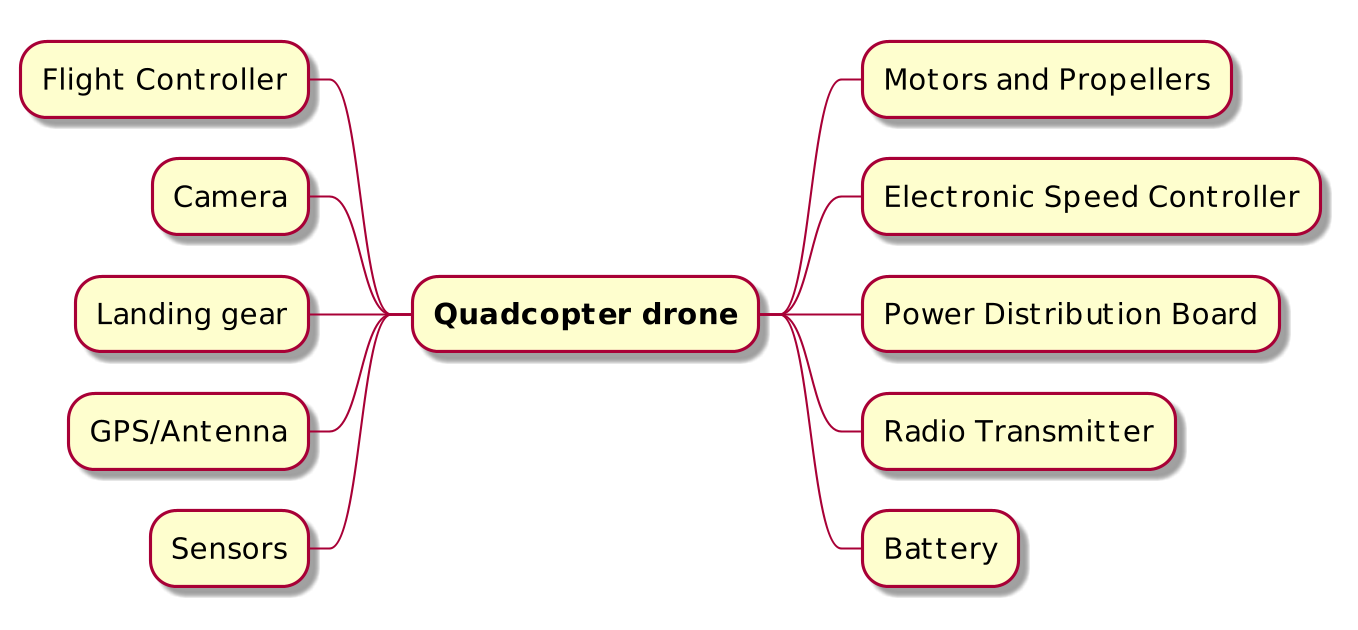 Flight Controller
Camera
Landing gear
GPS/Antenna
Sensors
Quadcopter drone
Motors and Propellers
Electronic Speed Controller
Power Distribution Board
Radio Transmitter
Battery